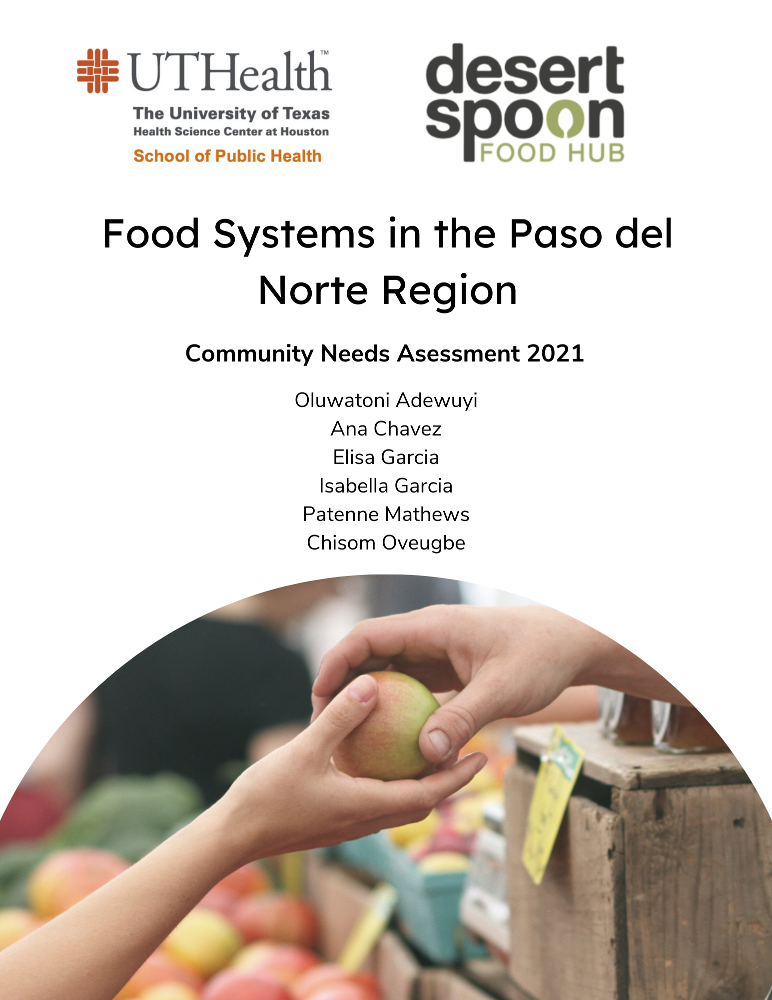 UTHealth™
The University of Texas
Health Science Center at Houston
School of Public Health
desert
spoon
FOOD HUB
Food Systems in the Paso del
Norte Region
Community Needs Asessment 2021
Oluwatoni Adewuyi
Ana Chavez
Elisa Garcia
Isabella Garcia
Patenne Mathews
Chisom Oveugbe